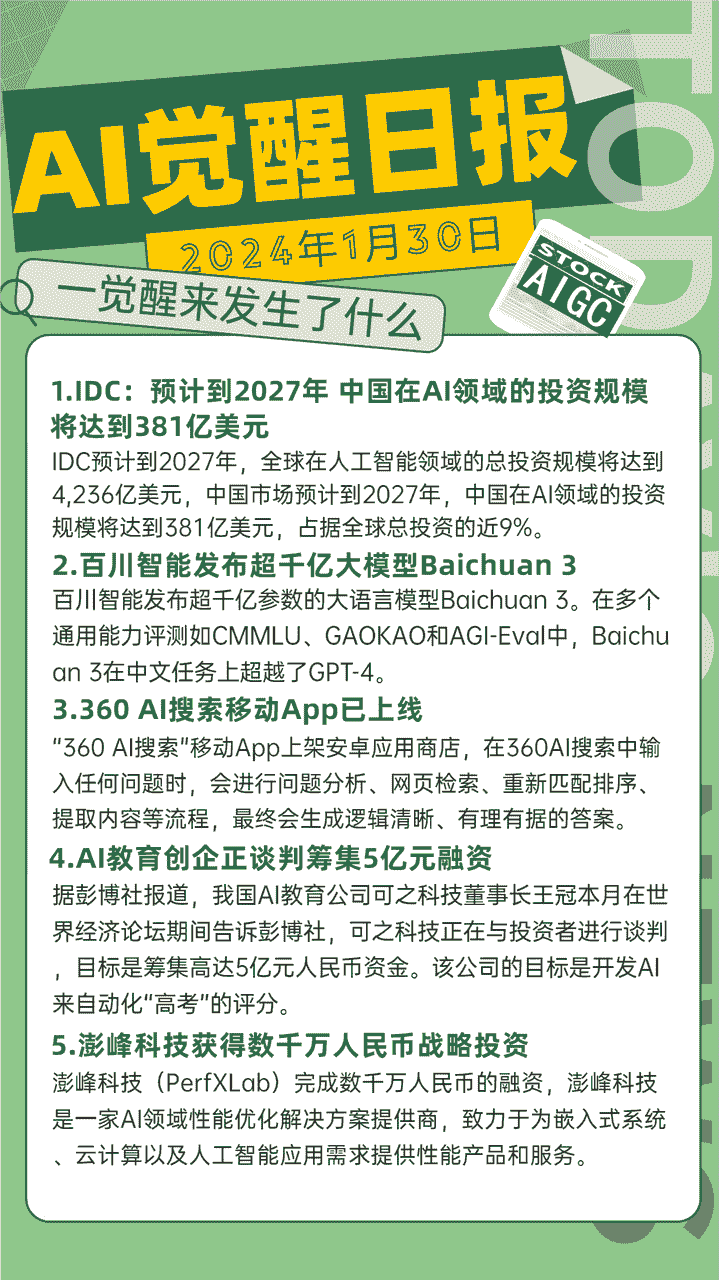 AI觉醒日报
2024年1月30日
一觉醒来发生了什么
STOCK
AIGC
1.IDC：预计到2027年 中国在AI领域的投资规模
将达到381亿美元
IDC预计到2027年，全球在人工智能领域的总投资规模将达到
4,236亿美元，中国市场预计到2027年，中国在AI领域的投资
规模将达到381亿美元，占据全球总投资的近9%。
2.百川智能发布超千亿大模型Baichuan 3
百川智能发布超千亿参数的大语言模型Baichuan 3。在多个
通用能力评测如CMMLU、GAOKAO和AGI-Eval中，Baichu
an 3在中文任务上超越了GPT-4。
3.360 AI搜索移动App已上线
“360 AI搜索”移动App上架安卓应用商店，在360AI搜索中输
入任何问题时，会进行问题分析、网页检索、重新匹配排序、
提取内容等流程，最终会生成逻辑清晰、有理有据的答案。
4.AI教育创企正谈判筹集5亿元融资
据彭博社报道，我国AI教育公司可之科技董事长王冠本月在世
界经济论坛期间告诉彭博社，可之科技正在与投资者进行谈判
，目标是筹集高达5亿元人民币资金。该公司的目标是开发AI
来自动化“高考”的评分。
5.澎峰科技获得数千万人民币战略投资
澎峰科技（PerfXLab）完成数千万人民币的融资，澎峰科技
是一家AI领域性能优化解决方案提供商，致力于为嵌入式系统
、云计算以及人工智能应用需求提供性能产品和服务。